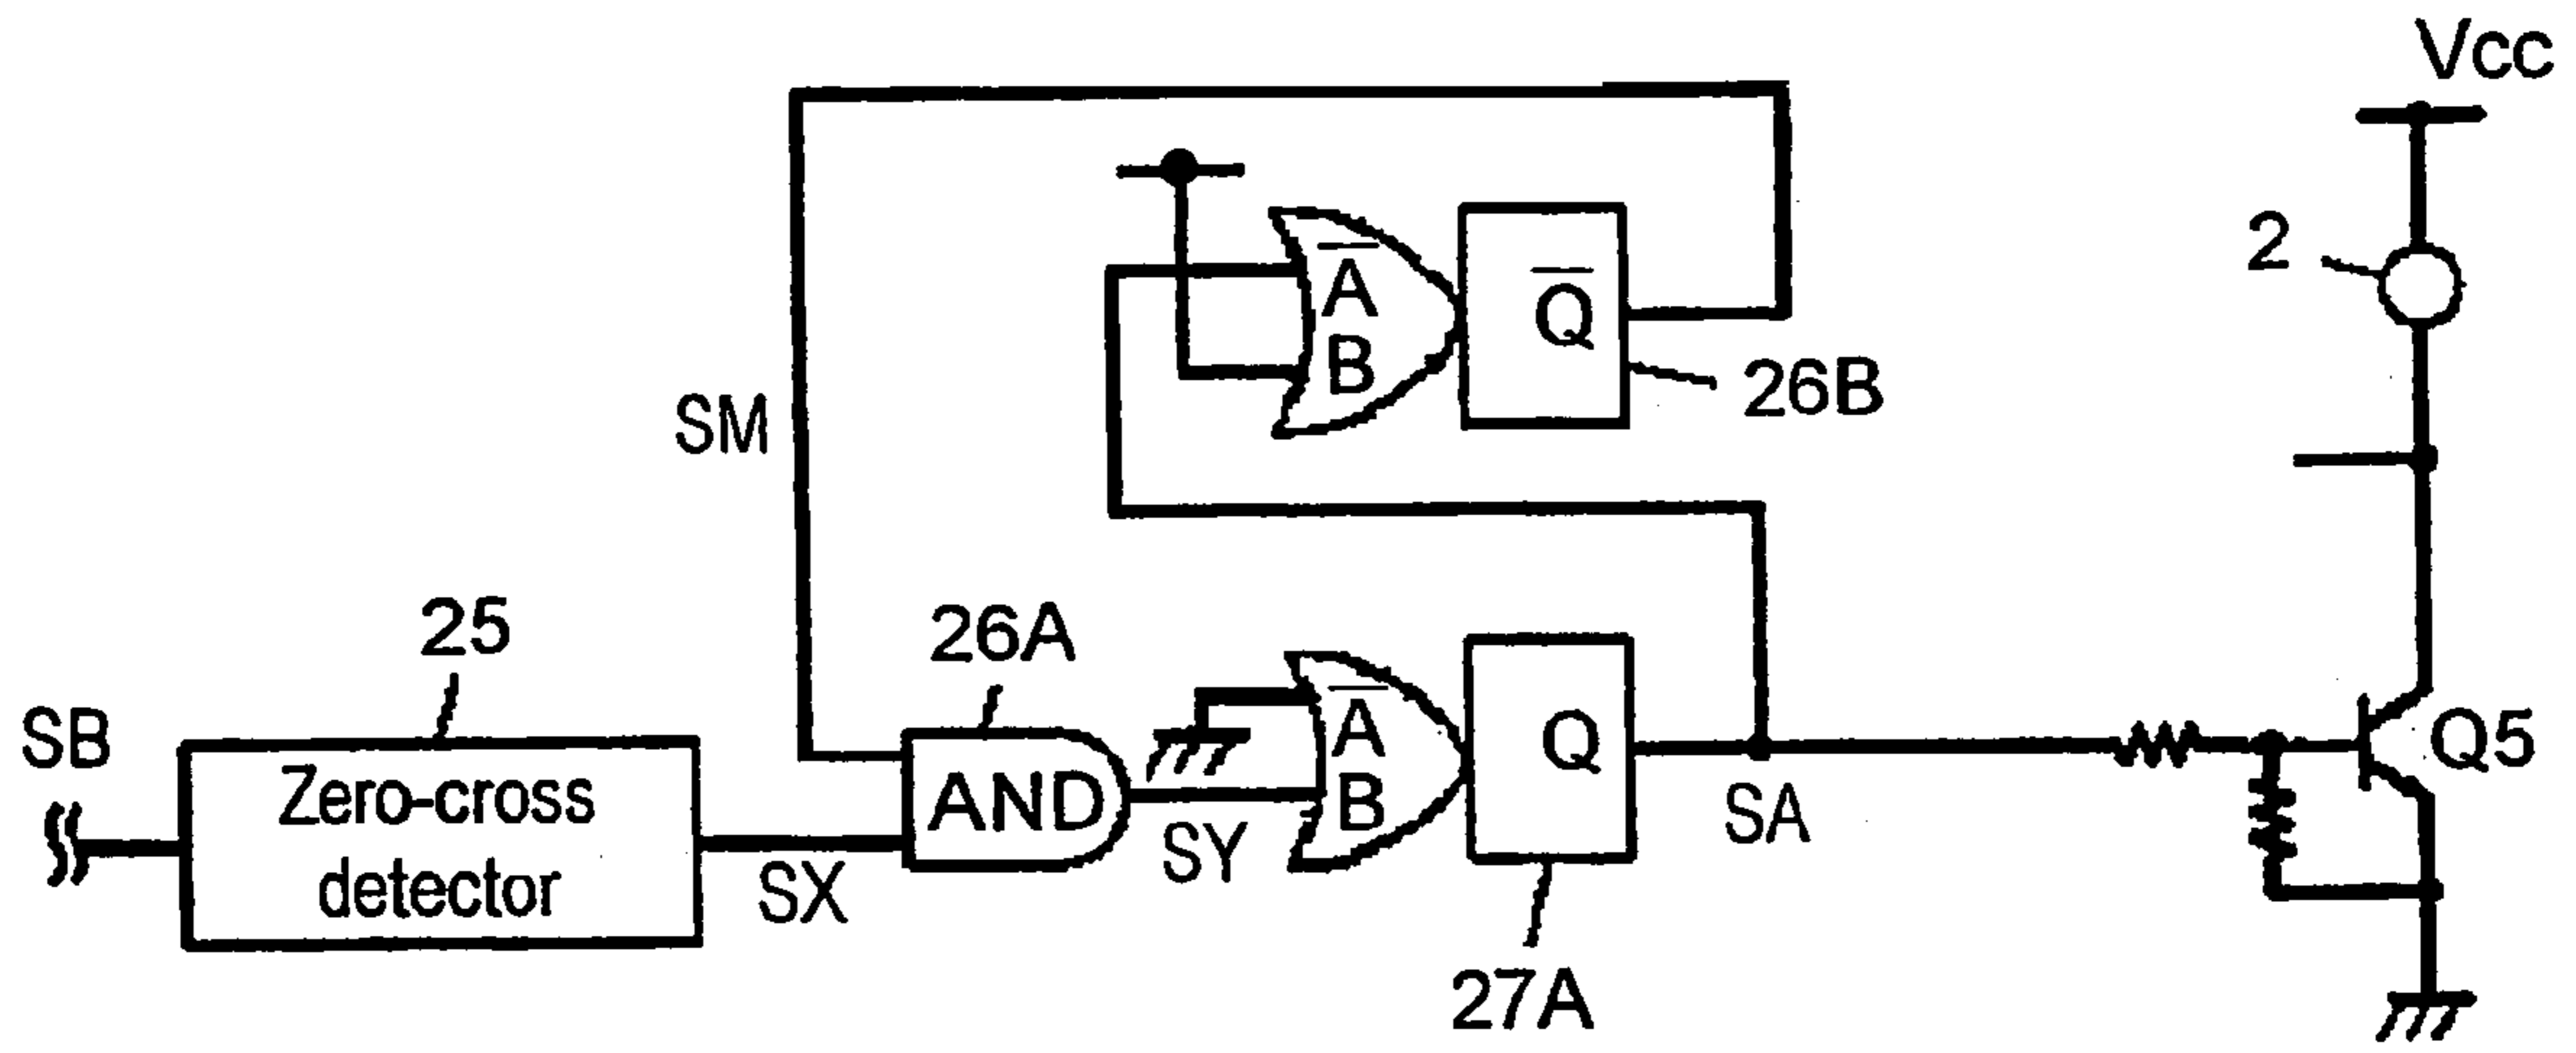 Vcc
2
A̅
B
Q̅
26B
SM
25
26A
SB
Zero-cross
detector
SX
AND
SY
A̅
B
Q
27A
SA
Q5